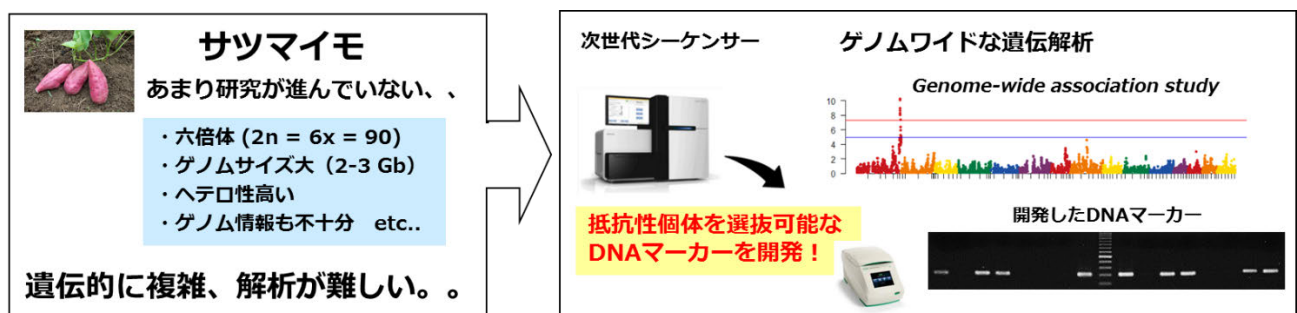 サツマイモ
あまり研究が進んでいない、、
・六倍体 (2n = 6x = 90)
・ゲノムサイズ大（2-3 Gb）
・ヘテロ性高い
・ゲノム情報も不十分　etc..
遺伝的に複雑、解析が難しい。。
次世代シーケンサー
ゲノムワイドな遺伝解析
Genome-wide association study
10
8
6
4
2
0
抵抗性個体を選抜可能な
DNAマーカーを開発！
開発したDNAマーカー